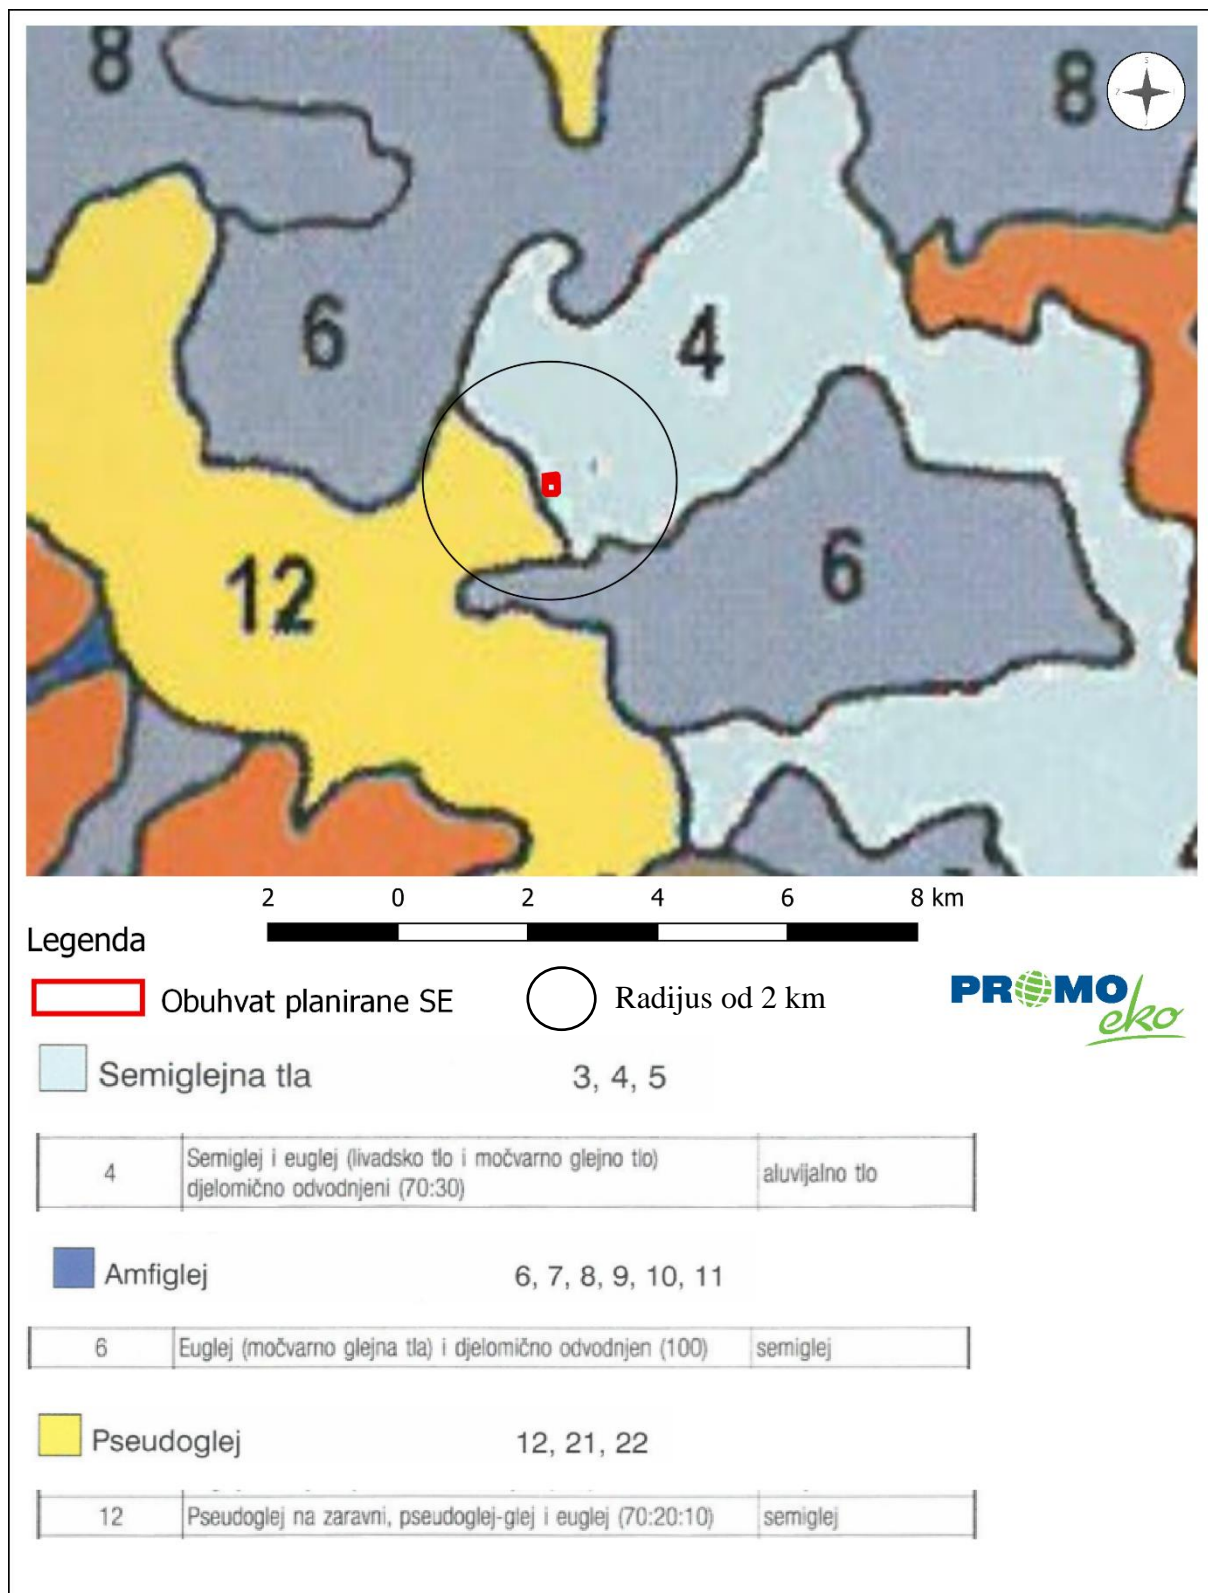 8
8
S
Z
I
J
6
4
12
6
2 0 2 4 6 8 km
Legenda
Obuhvat planirane SE
Radijus od 2 km
PROMO
eko
Semiglejna tla 3, 4, 5
4 Semiglej i euglej (livadsko tlo i močvarno glejno tlo) aluvijalno tlo
djelomično odvodnjeni (70:30)
Amfiglej 6, 7, 8, 9, 10, 11
6 Euglej (močvarno glejna tla) i djelomično odvodnjen (100) semiglej
Pseudoglej 12, 21, 22
12 Pseudoglej na zaravni, pseudoglej-glej i euglej (70:20:10) semiglej